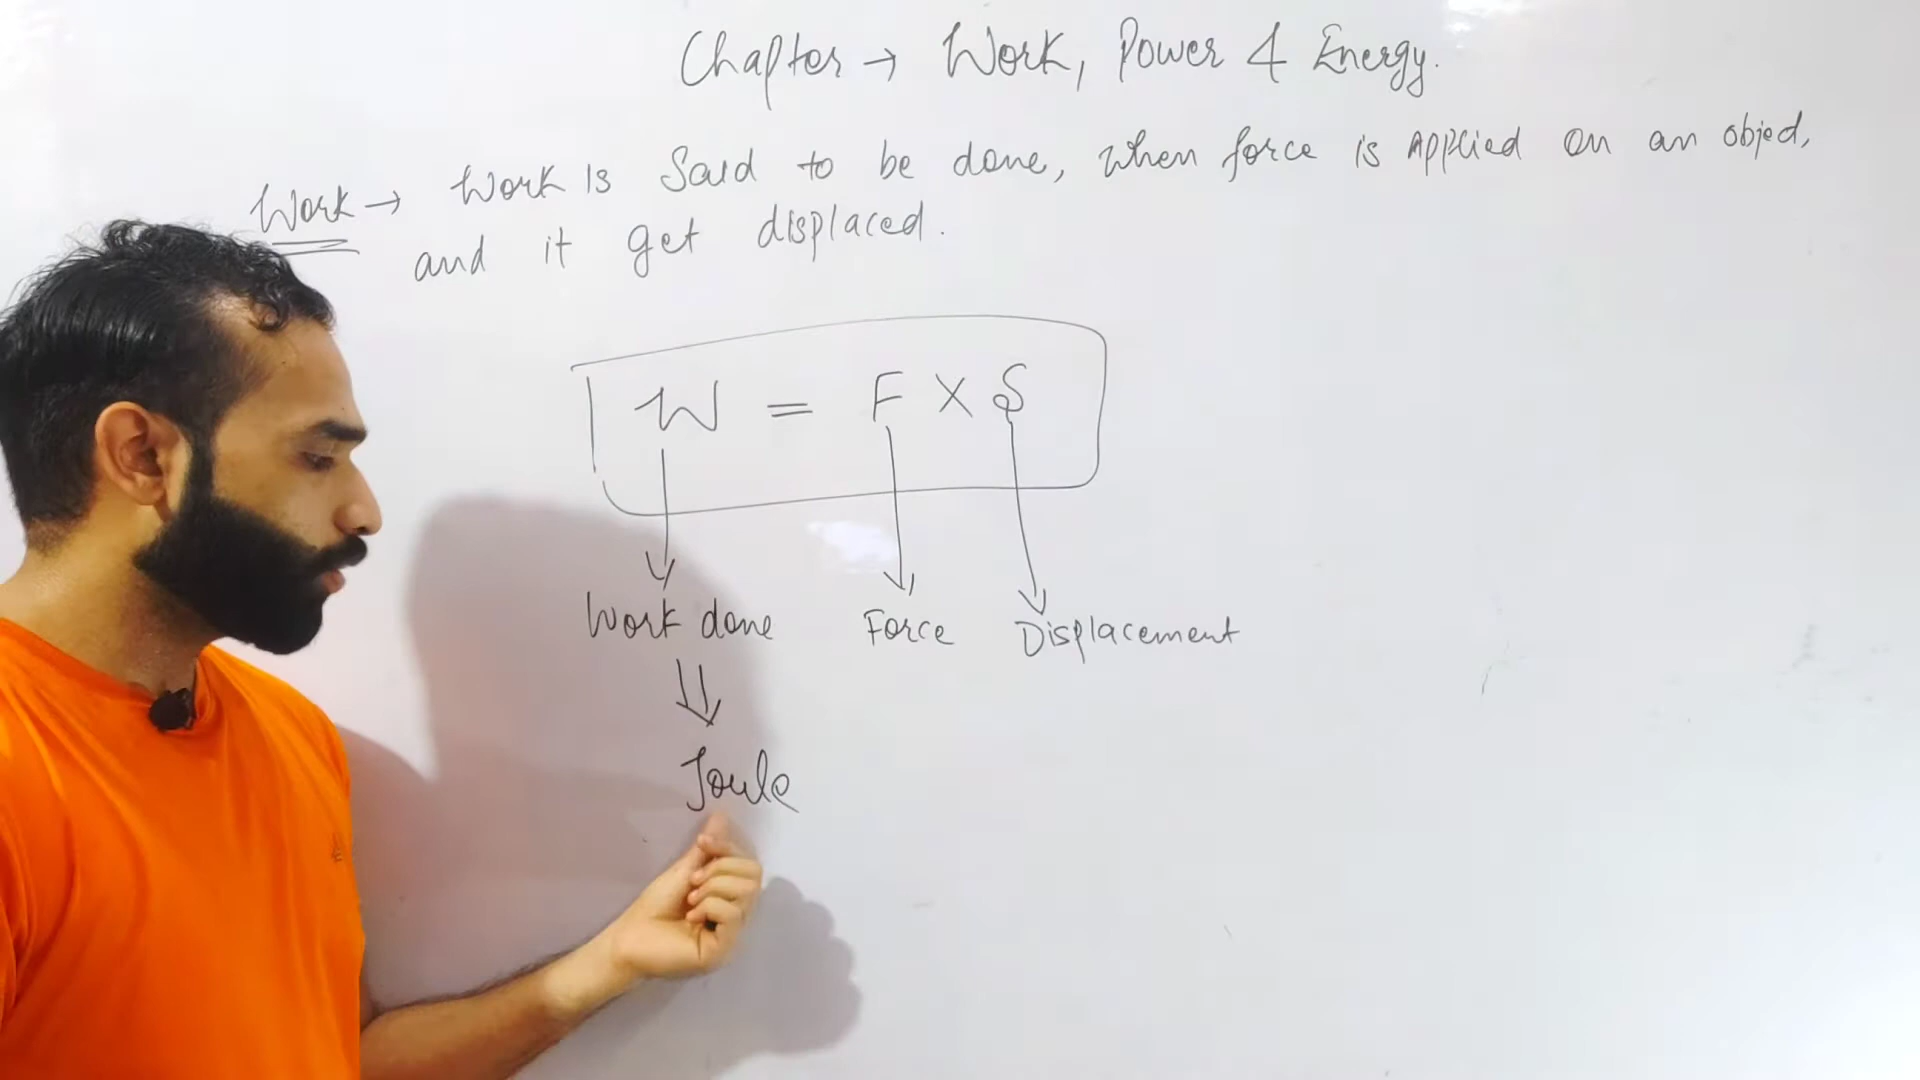 Chapter → Work, Power & Energy.
Work → Work is Said to be done, when force is Applied on an object,
and it get displaced.
W = F X S
Work done Force Displacement
Joule